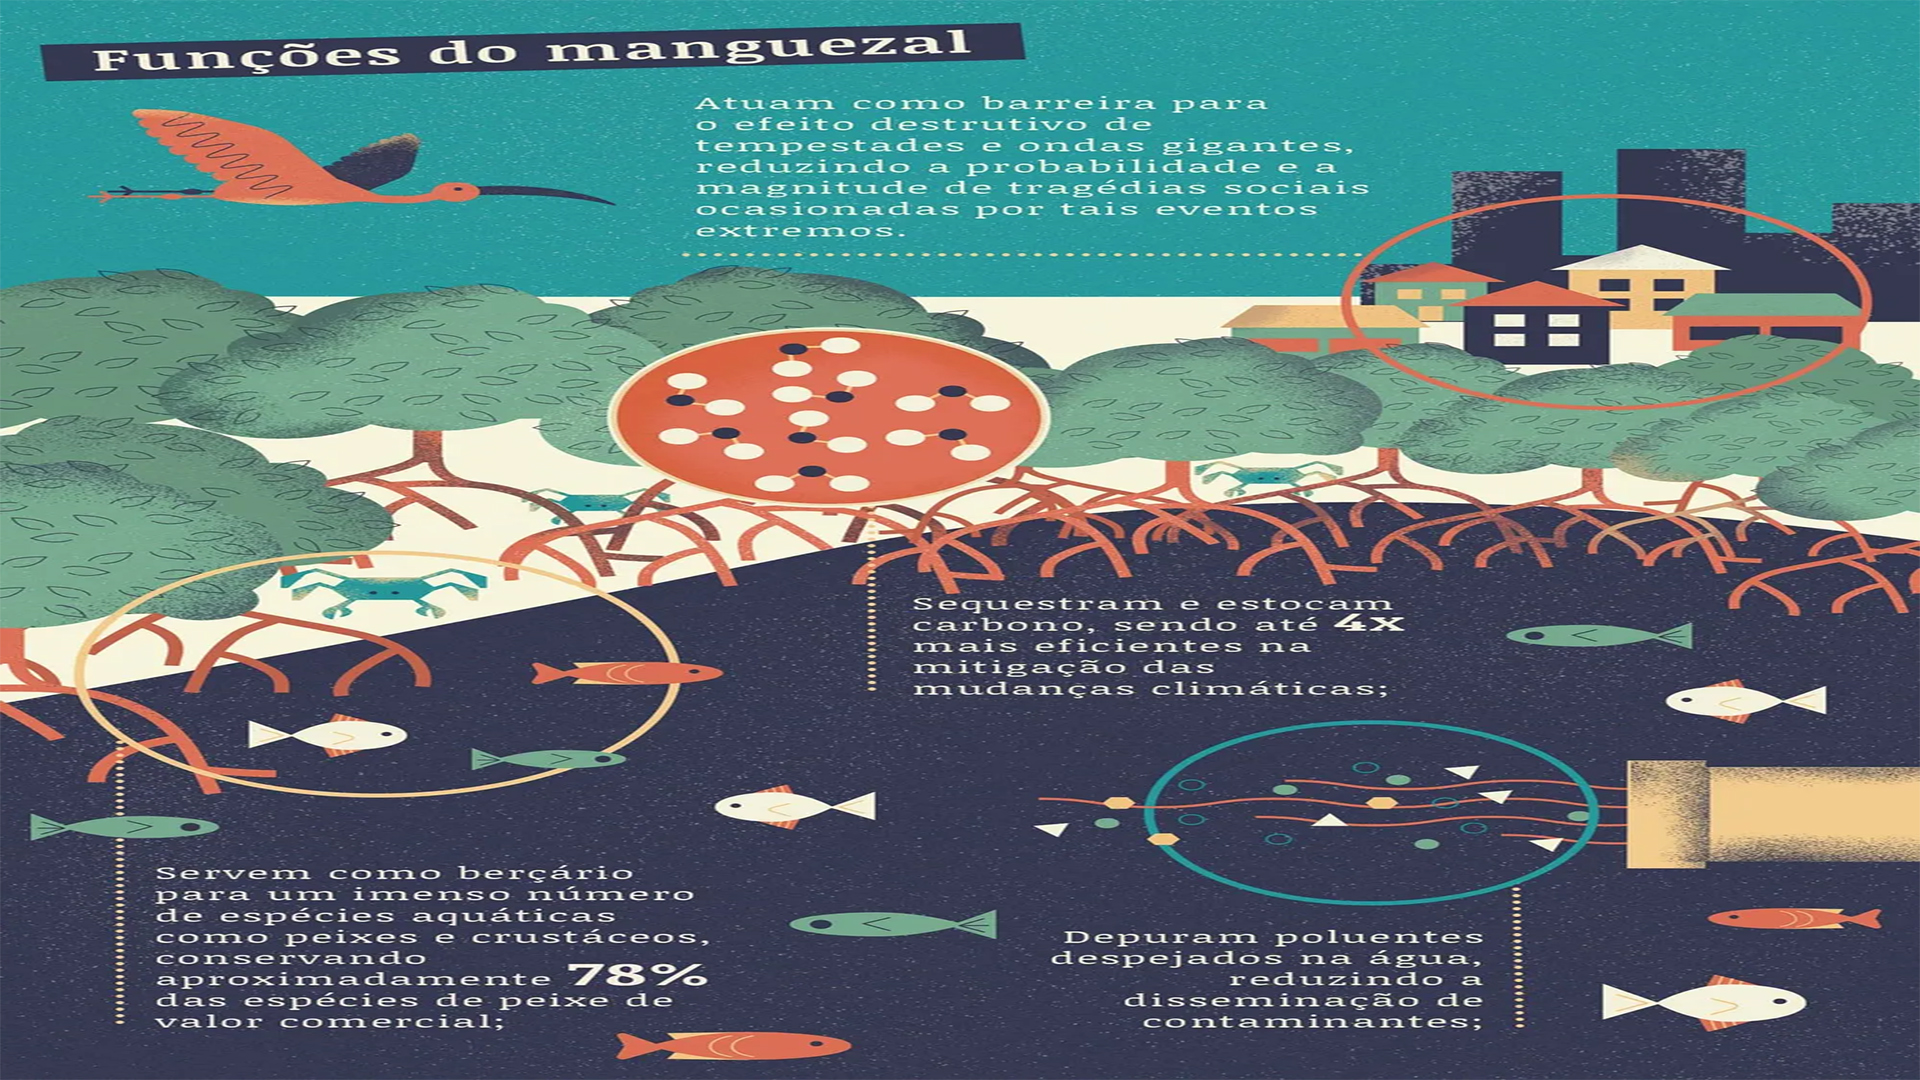 Funções do manguezal
Atuam como barreira para
o efeito destrutivo de
tempestades e ondas gigantes,
reduzindo a probabilidade e a
magnitude de tragédias sociais
ocasionadas por tais eventos
extremos.
Sequestram e estocam
carbono, sendo até 4x
mais eficientes na
mitigação das
mudanças climáticas;
Servem como berçário
para um imenso número
de espécies aquáticas
como peixes e crustáceos,
conservando
aproximadamente 78%
das espécies de peixe de
valor comercial;
Depuram poluentes
despejados na água,
reduzindo a
disseminação de
contaminantes;